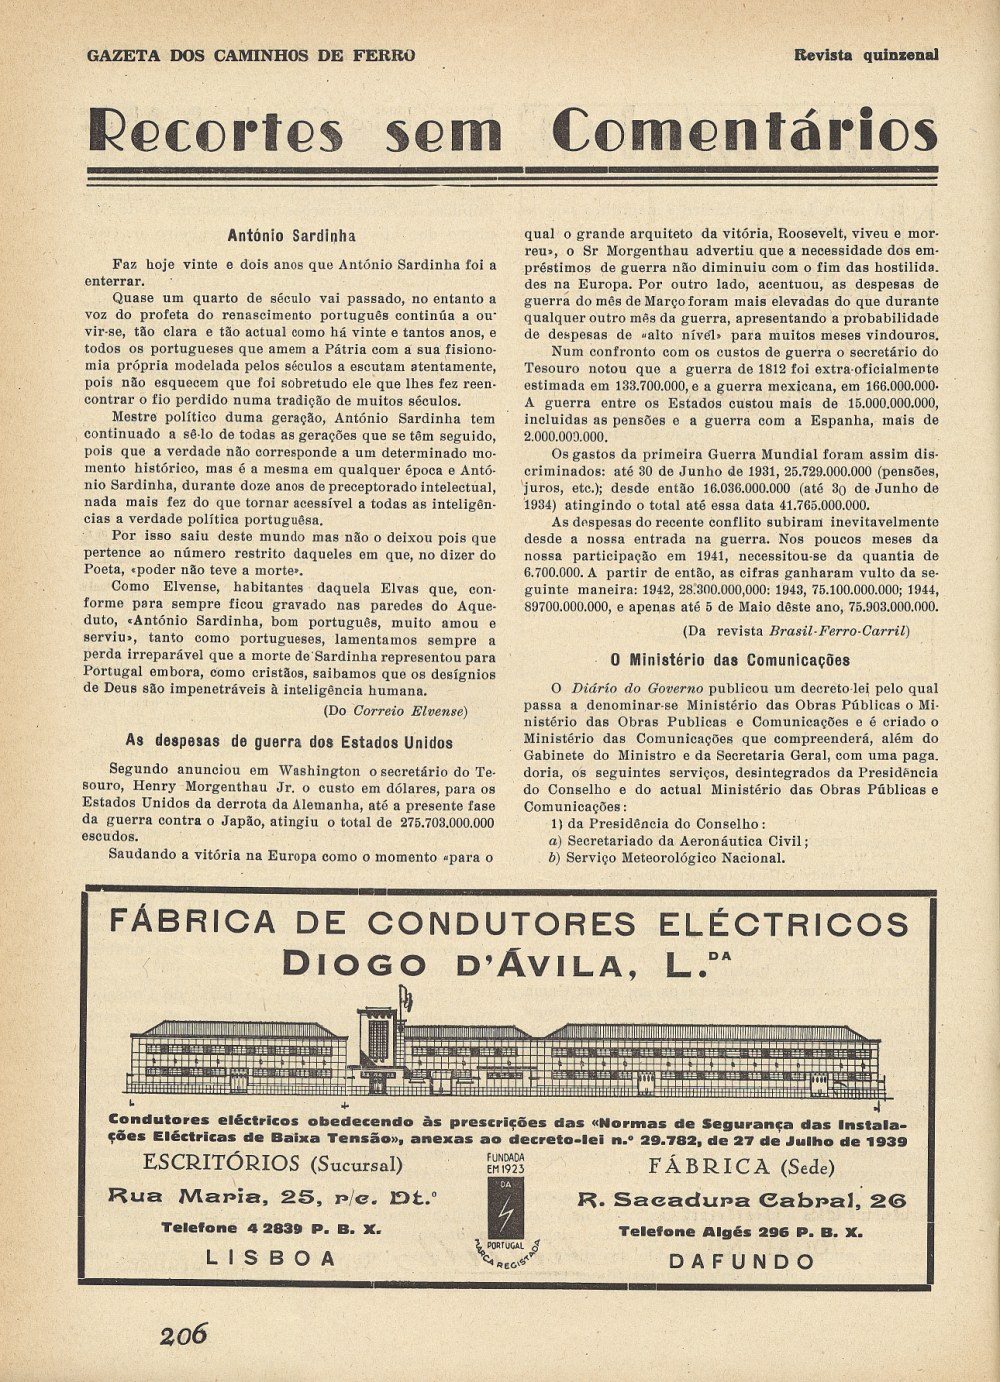 GAZETA DOS CAMINHOS DE FERRO
Revista quinzenal
Recortes sem Comentários
António Sardinha
Faz hoje vinte e dois anos que António Sardinha foi a
enterrar.
Quase um quarto de século vai passado, no entanto a
voz do profeta do renascimento português continúa a ou-
vir-se, tão clara e tão actual como há vinte e tantos anos, e
todos os portugueses que amem a Pátria com a sua fisiono-
mia própria modelada pelos séculos a escutam atentamente,
pois não esquecem que foi sobretudo ele que lhes fez reen-
contrar o fio perdido numa tradição de muitos séculos.
Mestre político duma geração, António Sardinha tem
continuado a sê-lo de todas as gerações que se têm seguido,
pois que a verdade não corresponde a um determinado mo-
mento histórico, mas é a mesma em qualquer época e Antó-
nio Sardinha, durante doze anos de preceptorado intelectual,
nada mais fez do que tornar acessível a todas as inteligên-
cias a verdade política portuguêsa.
Por isso saiu deste mundo mas não o deixou pois que
pertence ao número restrito daqueles em que, no dizer do
Poeta, «poder não teve a morte».
Como Elvense, habitantes daquela Elvas que, con-
forme para sempre ficou gravado nas paredes do Aque-
duto, «António Sardinha, bom português, muito amou e
serviu», tanto como portugueses, lamentamos sempre a
perda irreparável que a morte de Sardinha representou para
Portugal embora, como cristãos, saibamos que os desígnios
de Deus são impenetráveis à inteligência humana.
(Do Correio Elvense)
As despesas de guerra dos Estados Unidos
Segundo anunciou em Washington o secretário do Te-
souro, Henry Morgenthau Jr. o custo em dólares, para os
Estados Unidos da derrota da Alemanha, até a presente fase
da guerra contra o Japão, atingiu o total de 275.703.000.000
escudos.
Saudando a vitória na Europa como o momento «para o
qual o grande arquiteto da vitória, Roosevelt, viveu e mor-
reu», o Sr Morgenthau advertiu que a necessidade dos em-
préstimos de guerra não diminuiu com o fim das hostilida.
des na Europa. Por outro lado, acentuou, as despesas de
guerra do mês de Março foram mais elevadas do que durante
qualquer outro mês da guerra, apresentando a probabilidade
de despesas de «alto nível» para muitos meses vindouros.
Num confronto com os custos de guerra o secretário do
Tesouro notou que a guerra de 1812 foi extra-oficialmente
estimada em 133.700.000, e a guerra mexicana, em 166.000.000.
A guerra entre os Estados custou mais de 15.000.000.000,
incluidas as pensões e a guerra com a Espanha, mais de
2.000.000.000.
Os gastos da primeira Guerra Mundial foram assim dis-
criminados: até 30 de Junho de 1931, 25.729.000.000 (pensões,
juros, etc.); desde então 16.036.000.000 (até 30 de Junho de
1934) atingindo o total até essa data 41.765.000.000.
As despesas do recente conflito subiram inevitavelmente
desde a nossa entrada na guerra. Nos poucos meses da
nossa participação em 1941, necessitou-se da quantia de
6.700.000. A partir de então, as cifras ganharam vulto da se-
guinte maneira: 1942, 28.300.000,000: 1943, 75.100.000.000; 1944,
89700.000.000, e apenas até 5 de Maio dêste ano, 75.903.000.000.
(Da revista Brasil-Ferro-Carril)
O Ministério das Comunicações
O Diário do Governo publicou um decreto-lei pelo qual
passa a denominar-se Ministério das Obras Públicas o Mi-
nistério das Obras Publicas e Comunicações e é criado o
Ministério das Comunicações que compreenderá, além do
Gabinete do Ministro e da Secretaria Geral, com uma paga.
doria, os seguintes serviços, desintegrados da Presidência
do Conselho e do actual Ministério das Obras Públicas e
Comunicações:
1) da Presidência do Conselho:
a) Secretariado da Aeronáutica Civil;
b) Serviço Meteorológico Nacional.
FÁBRICA DE CONDUTORES ELÉCTRICOS
DIOGO D'ÁVILA, L.DA
Condutores eléctricos obedecendo às prescrições das «Normas de Segurança das Instala-
ções Eléctricas de Baixa Tensão», anexas ao decreto-lei n.º 29.782, de 27 de Julho de 1939
ESCRITÓRIOS (Sucursal)
Rua Maria, 25, r/c. Dt.º
Telefone 4 2839 P. B. X.
LISBOA
FUNDADA
EM 1923
DA
PORTUGAL
MARCA REGISTADA
FÁBRICA (Sede)
R. Sacadura Cabral, 26
Telefone Algés 296 P. B. X.
DAFUNDO
206